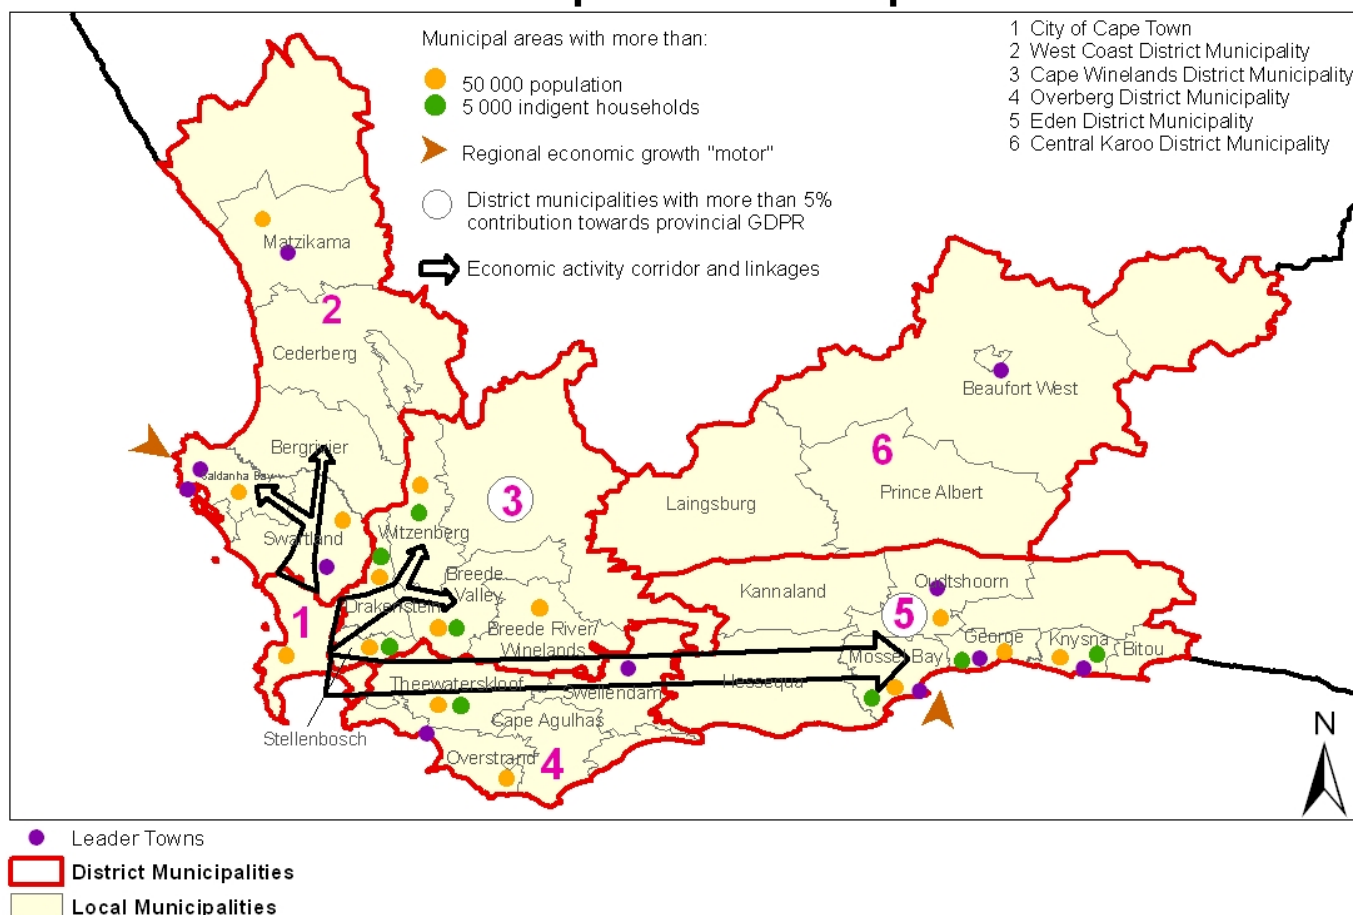 Municipal areas with more than:
50 000 population
5 000 indigent households
Regional economic growth "motor"
District municipalities with more than 5%
contribution towards provincial GDPR
Economic activity corridor and linkages
1 City of Cape Town
2 West Coast District Municipality
3 Cape Winelands District Municipality
4 Overberg District Municipality
5 Eden District Municipality
6 Central Karoo District Municipality
Matzikama
2
Cederberg
Beaufort West
Bergrivier
6
Saldanha Bay
3
Laingsburg
Prince Albert
Swartland
Witzenberg
Breede
Valley
Kannaland
Oudtshoorn
1
Drakenstein
5
Breede River/
Winelands
George
Knysna
Bitou
Mossel Bay
Theewaterskloof
Swellendam
Hessequa
Cape Agulhas
Stellenbosch
Overstrand
4
N
Leader Towns
District Municipalities
Local Municipalities